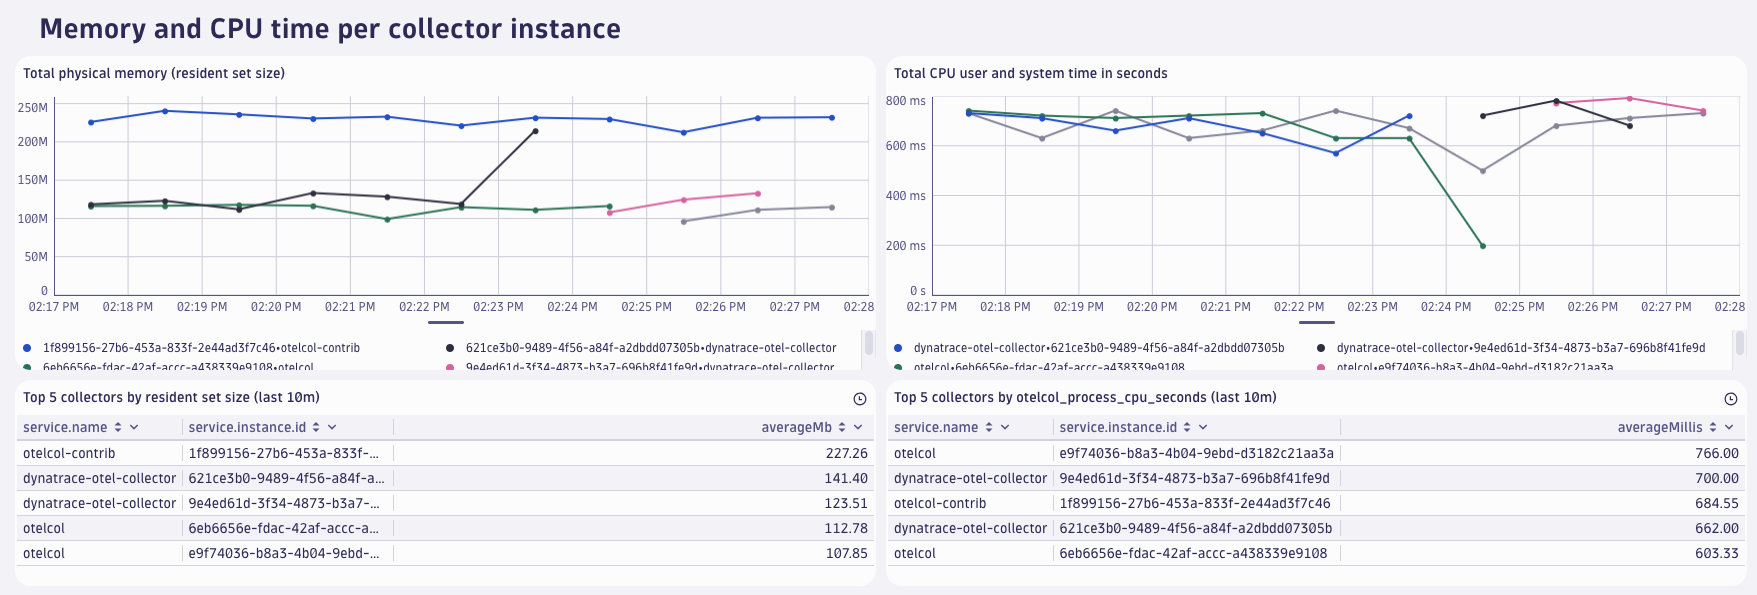 Memory and CPU time per collector instance
Total physical memory (resident set size)
250M
200M
150M
100M
50M
0
02:17 PM 02:18 PM 02:19 PM 02:20 PM 02:21 PM 02:22 PM 02:23 PM 02:24 PM 02:25 PM 02:26 PM 02:27 PM 02:28
1f899156-27b6-453a-833f-2e44ad3f7c46•otelcol-contrib
621ce3b0-9489-4f56-a84f-a2dbdd07305b•dynatrace-otel-collector
6eb6656e-fdac-42af-accc-a438339e9108•otelcol
9e4ed61d-3f34-4873-b3a7-696b8f41fe9d•dynatrace-otel-collector
Total CPU user and system time in seconds
800 ms
600 ms
400 ms
200 ms
0 s
02:17 PM 02:18 PM 02:19 PM 02:20 PM 02:21 PM 02:22 PM 02:23 PM 02:24 PM 02:25 PM 02:26 PM 02:27 PM 02:28
dynatrace-otel-collector•621ce3b0-9489-4f56-a84f-a2dbdd07305b
dynatrace-otel-collector•9e4ed61d-3f34-4873-b3a7-696b8f41fe9d
otelcol•6eb6656e-fdac-42af-accc-a438339e9108
otelcol•e9f74036-b8a3-4b04-9ebd-d3182c21aa3a
Top 5 collectors by resident set size (last 10m)
service.name service.instance.id averageMb
otelcol-contrib 1f899156-27b6-453a-833f-... 227.26
dynatrace-otel-collector 621ce3b0-9489-4f56-a84f-a... 141.40
dynatrace-otel-collector 9e4ed61d-3f34-4873-b3a7-... 123.51
otelcol 6eb6656e-fdac-42af-accc-a... 112.78
otelcol e9f74036-b8a3-4b04-9ebd-... 107.85
Top 5 collectors by otelcol_process_cpu_seconds (last 10m)
service.name service.instance.id averageMillis
otelcol e9f74036-b8a3-4b04-9ebd-d3182c21aa3a 766.00
dynatrace-otel-collector 9e4ed61d-3f34-4873-b3a7-696b8f41fe9d 700.00
otelcol-contrib 1f899156-27b6-453a-833f-2e44ad3f7c46 684.55
dynatrace-otel-collector 621ce3b0-9489-4f56-a84f-a2dbdd07305b 662.00
otelcol 6eb6656e-fdac-42af-accc-a438339e9108 603.33